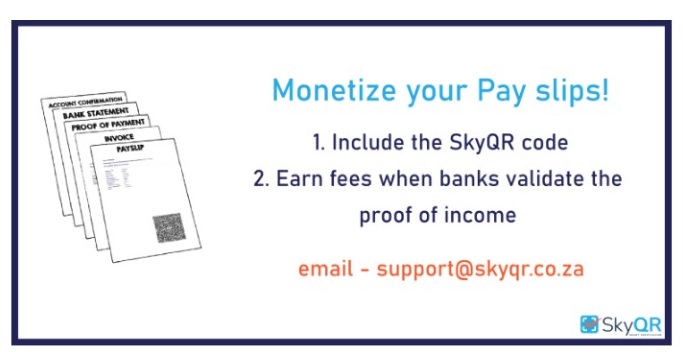 ACCOUNT CONFIRMATION
BANK STATEMENT
PROOF OF PAYMENT
INVOICE
PAYSLIP
Monetize your Pay slips!
1. Include the SkyQR code
2. Earn fees when banks validate the
proof of income
email - support@skyqr.co.za
SkyQR